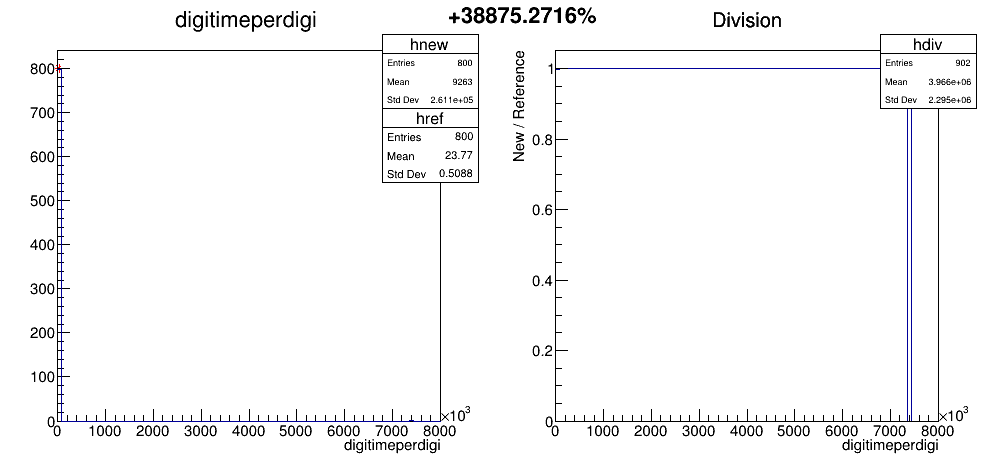 digitimeperdigi
+38875.2716%
Division
hnew
Entries 800
Mean 9263
Std Dev 2.611e+05
href
Entries 800
Mean 23.77
Std Dev 0.5088
800
700
600
500
400
300
200
100
0
0 1000 2000 3000 4000 5000 6000 7000 8000
×10³
digitimeperdigi
New / Reference
hdiv
Entries 902
Mean 3.966e+06
Std Dev 2.295e+06
1
0.8
0.6
0.4
0.2
0
0 1000 2000 3000 4000 5000 6000 7000 8000
×10³
digitimeperdigi